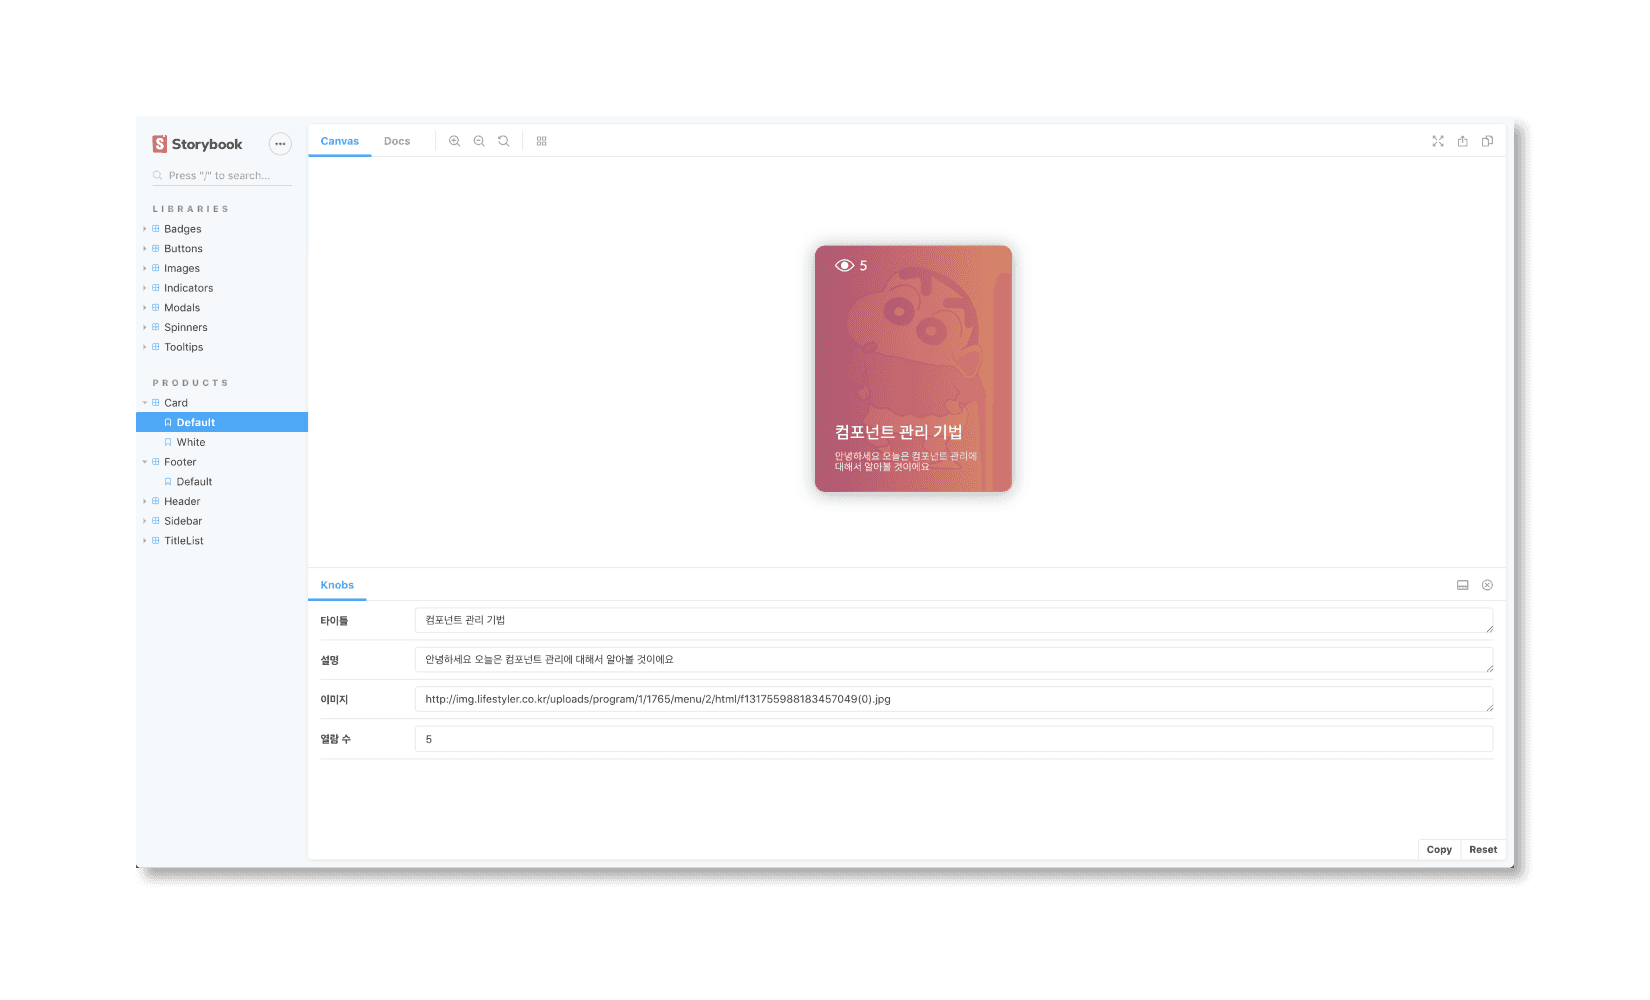 Storybook
Press "/" to search...
LIBRARIES
Badges
Buttons
Images
Indicators
Modals
Spinners
Tooltips
PRODUCTS
Card
Default
White
Footer
Default
Header
Sidebar
TitleList
Canvas
Docs
5
컴포넌트 관리 기법
안녕하세요 오늘은 컴포넌트 관리에
대해서 알아볼 것이에요
Knobs
타이틀
컴포넌트 관리 기법
설명
안녕하세요 오늘은 컴포넌트 관리에 대해서 알아볼 것이에요
이미지
http://img.lifestyler.co.kr/uploads/program/1/1765/menu/2/html/f131755988183457049(0).jpg
열람 수
5
Copy
Reset